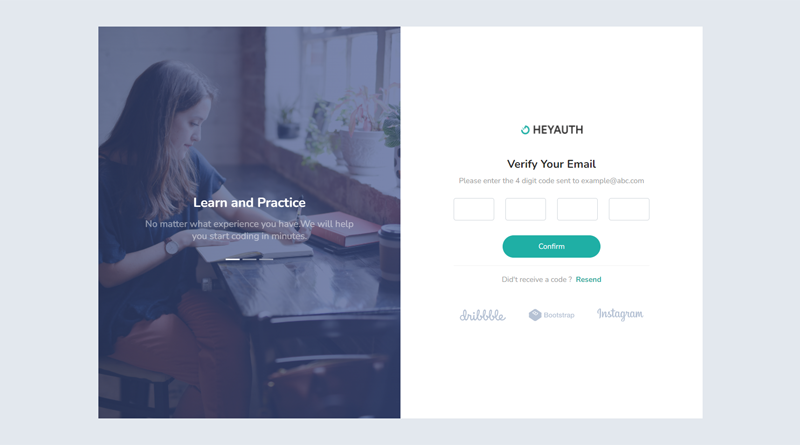 Learn and Practice
No matter what experience you have.We will help
you start coding in minutes.
HEYAUTH
Verify Your Email
Please enter the 4 digit code sent to example@abc.com
Confirm
Did't receive a code ? Resend
dribbble
Bootstrap
Instagram